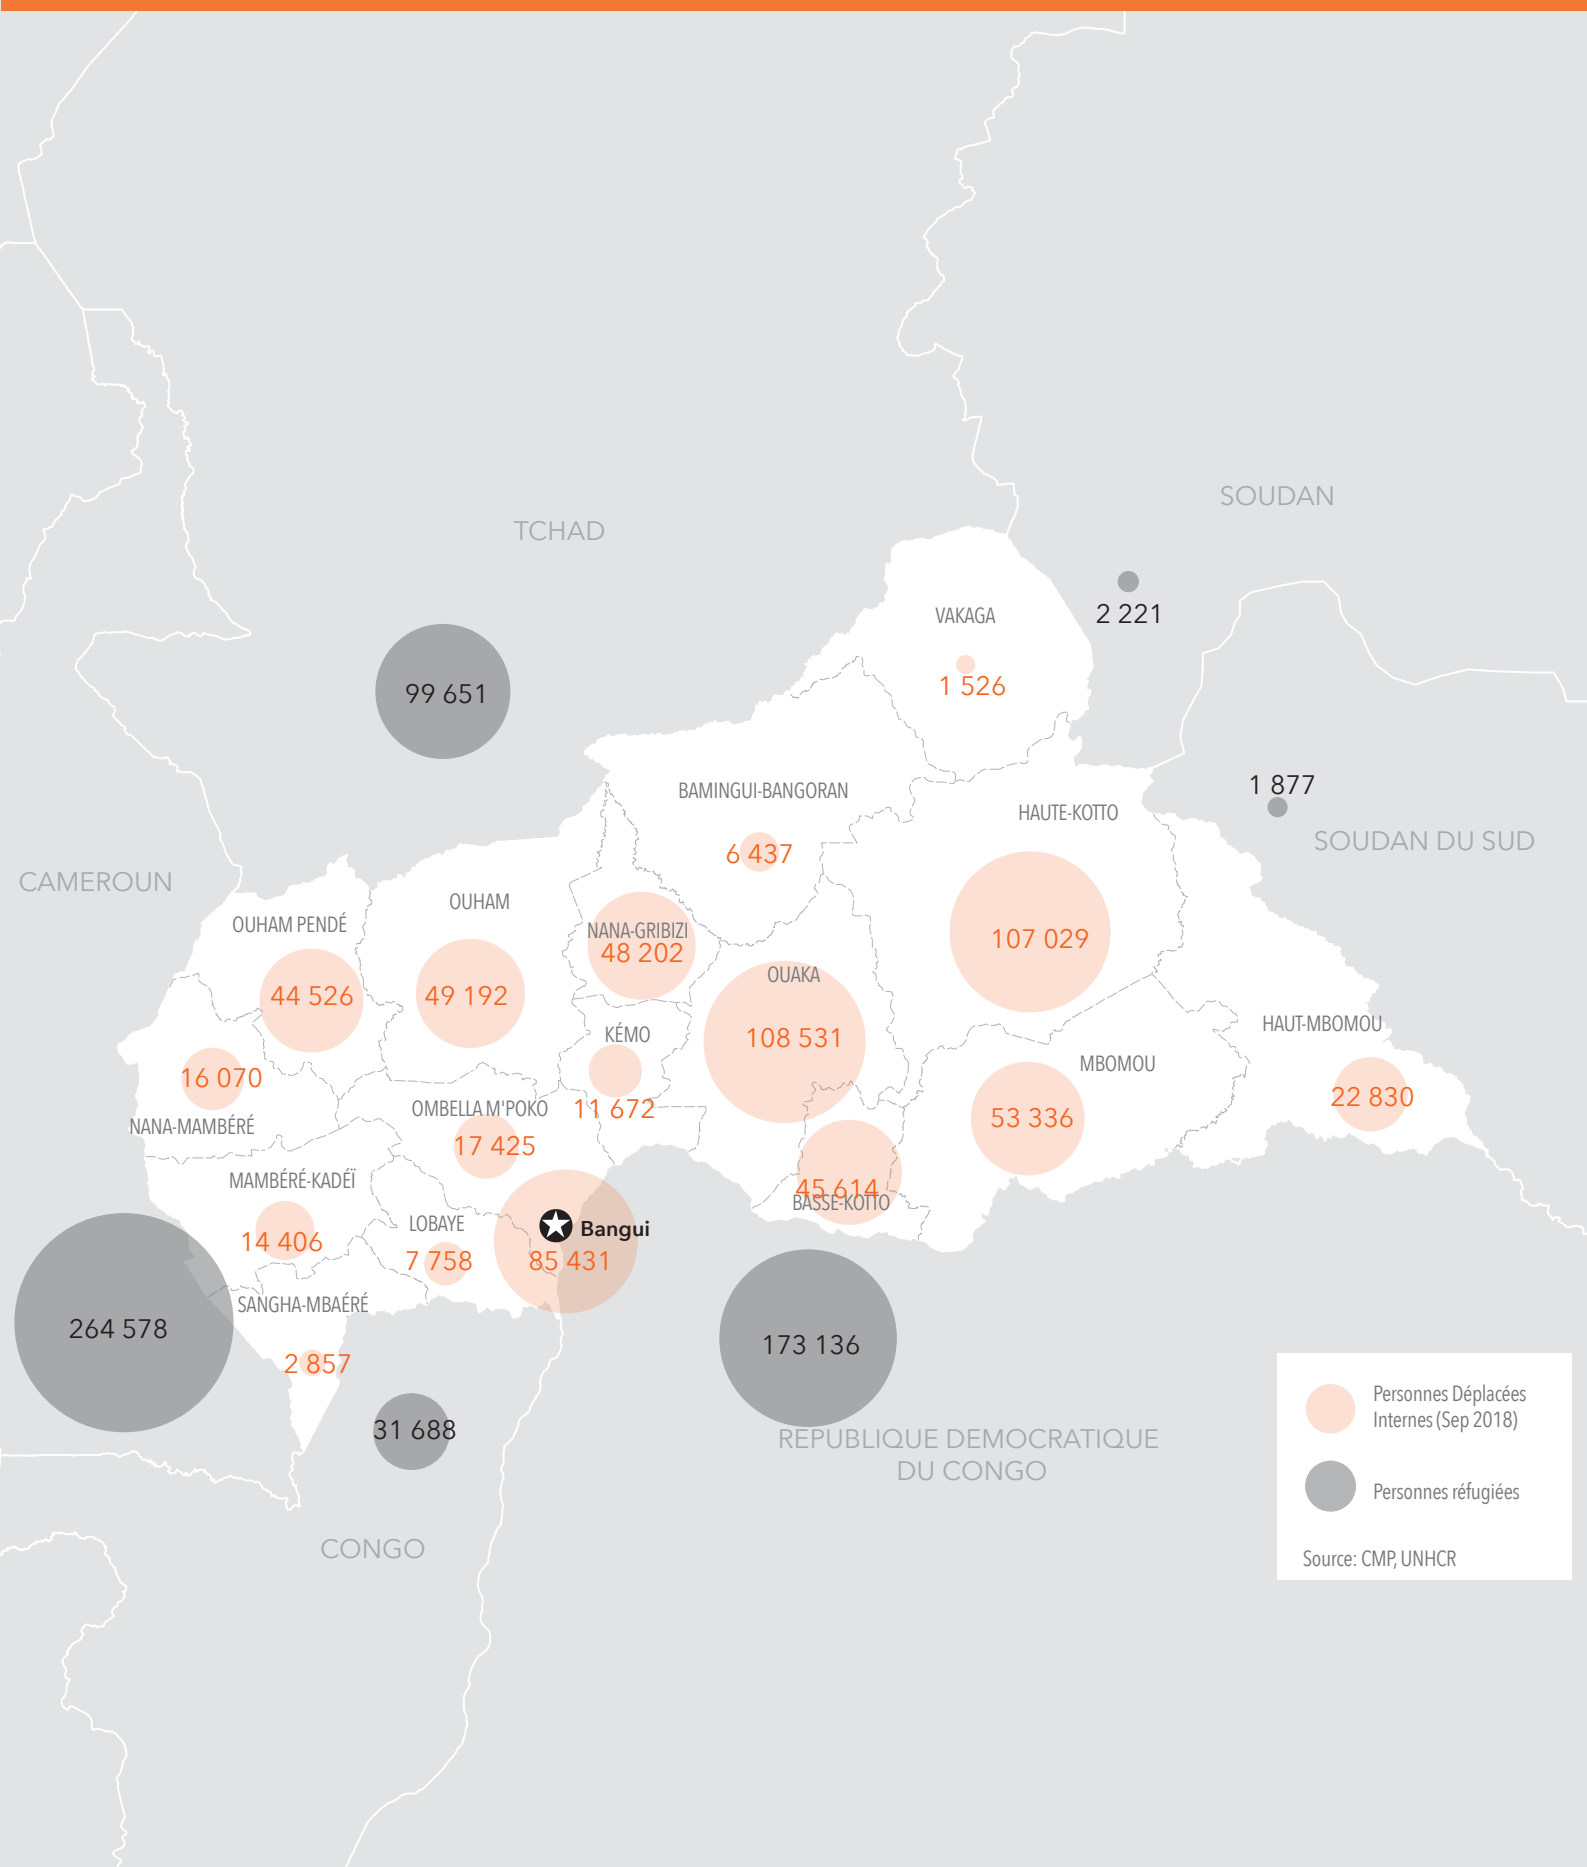 SOUDAN
TCHAD
2 221
VAKAGA
1 526
99 651
1 877
BAMINGUI-BANGORAN
HAUTE-KOTTO
SOUDAN DU SUD
6 437
CAMEROUN
OUHAM
OUHAM PENDÉ
NANA-GRIBIZI
48 202
107 029
OUAKA
44 526
49 192
108 531
KÉMO
HAUT-MBOMOU
MBOMOU
16 070
22 830
OMBELLA M'POKO
11 672
53 336
NANA-MAMBÉRÉ
17 425
MAMBÉRÉ-KADÉÏ
45 614
BASSE-KOTTO
LOBAYE
Bangui
14 406
7 758
85 431
SANGHA-MBAÉRÉ
264 578
173 136
2 857
31 688
REPUBLIQUE DEMOCRATIQUE
DU CONGO
CONGO
Personnes Déplacées
Internes (Sep 2018)
Personnes réfugiées
Source: CMP, UNHCR